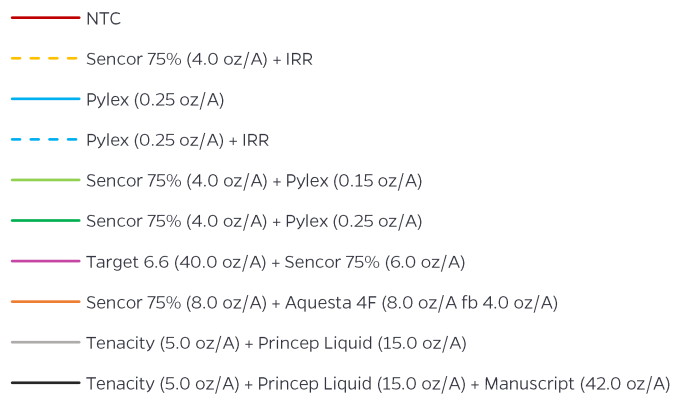 NTC
Sencor 75% (4.0 oz/A) + IRR
Pylex (0.25 oz/A)
Pylex (0.25 oz/A) + IRR
Sencor 75% (4.0 oz/A) + Pylex (0.15 oz/A)
Sencor 75% (4.0 oz/A) + Pylex (0.25 oz/A)
Target 6.6 (40.0 oz/A) + Sencor 75% (6.0 oz/A)
Sencor 75% (8.0 oz/A) + Aquesta 4F (8.0 oz/A fb 4.0 oz/A)
Tenacity (5.0 oz/A) + Princep Liquid (15.0 oz/A)
Tenacity (5.0 oz/A) + Princep Liquid (15.0 oz/A) + Manuscript (42.0 oz/A)